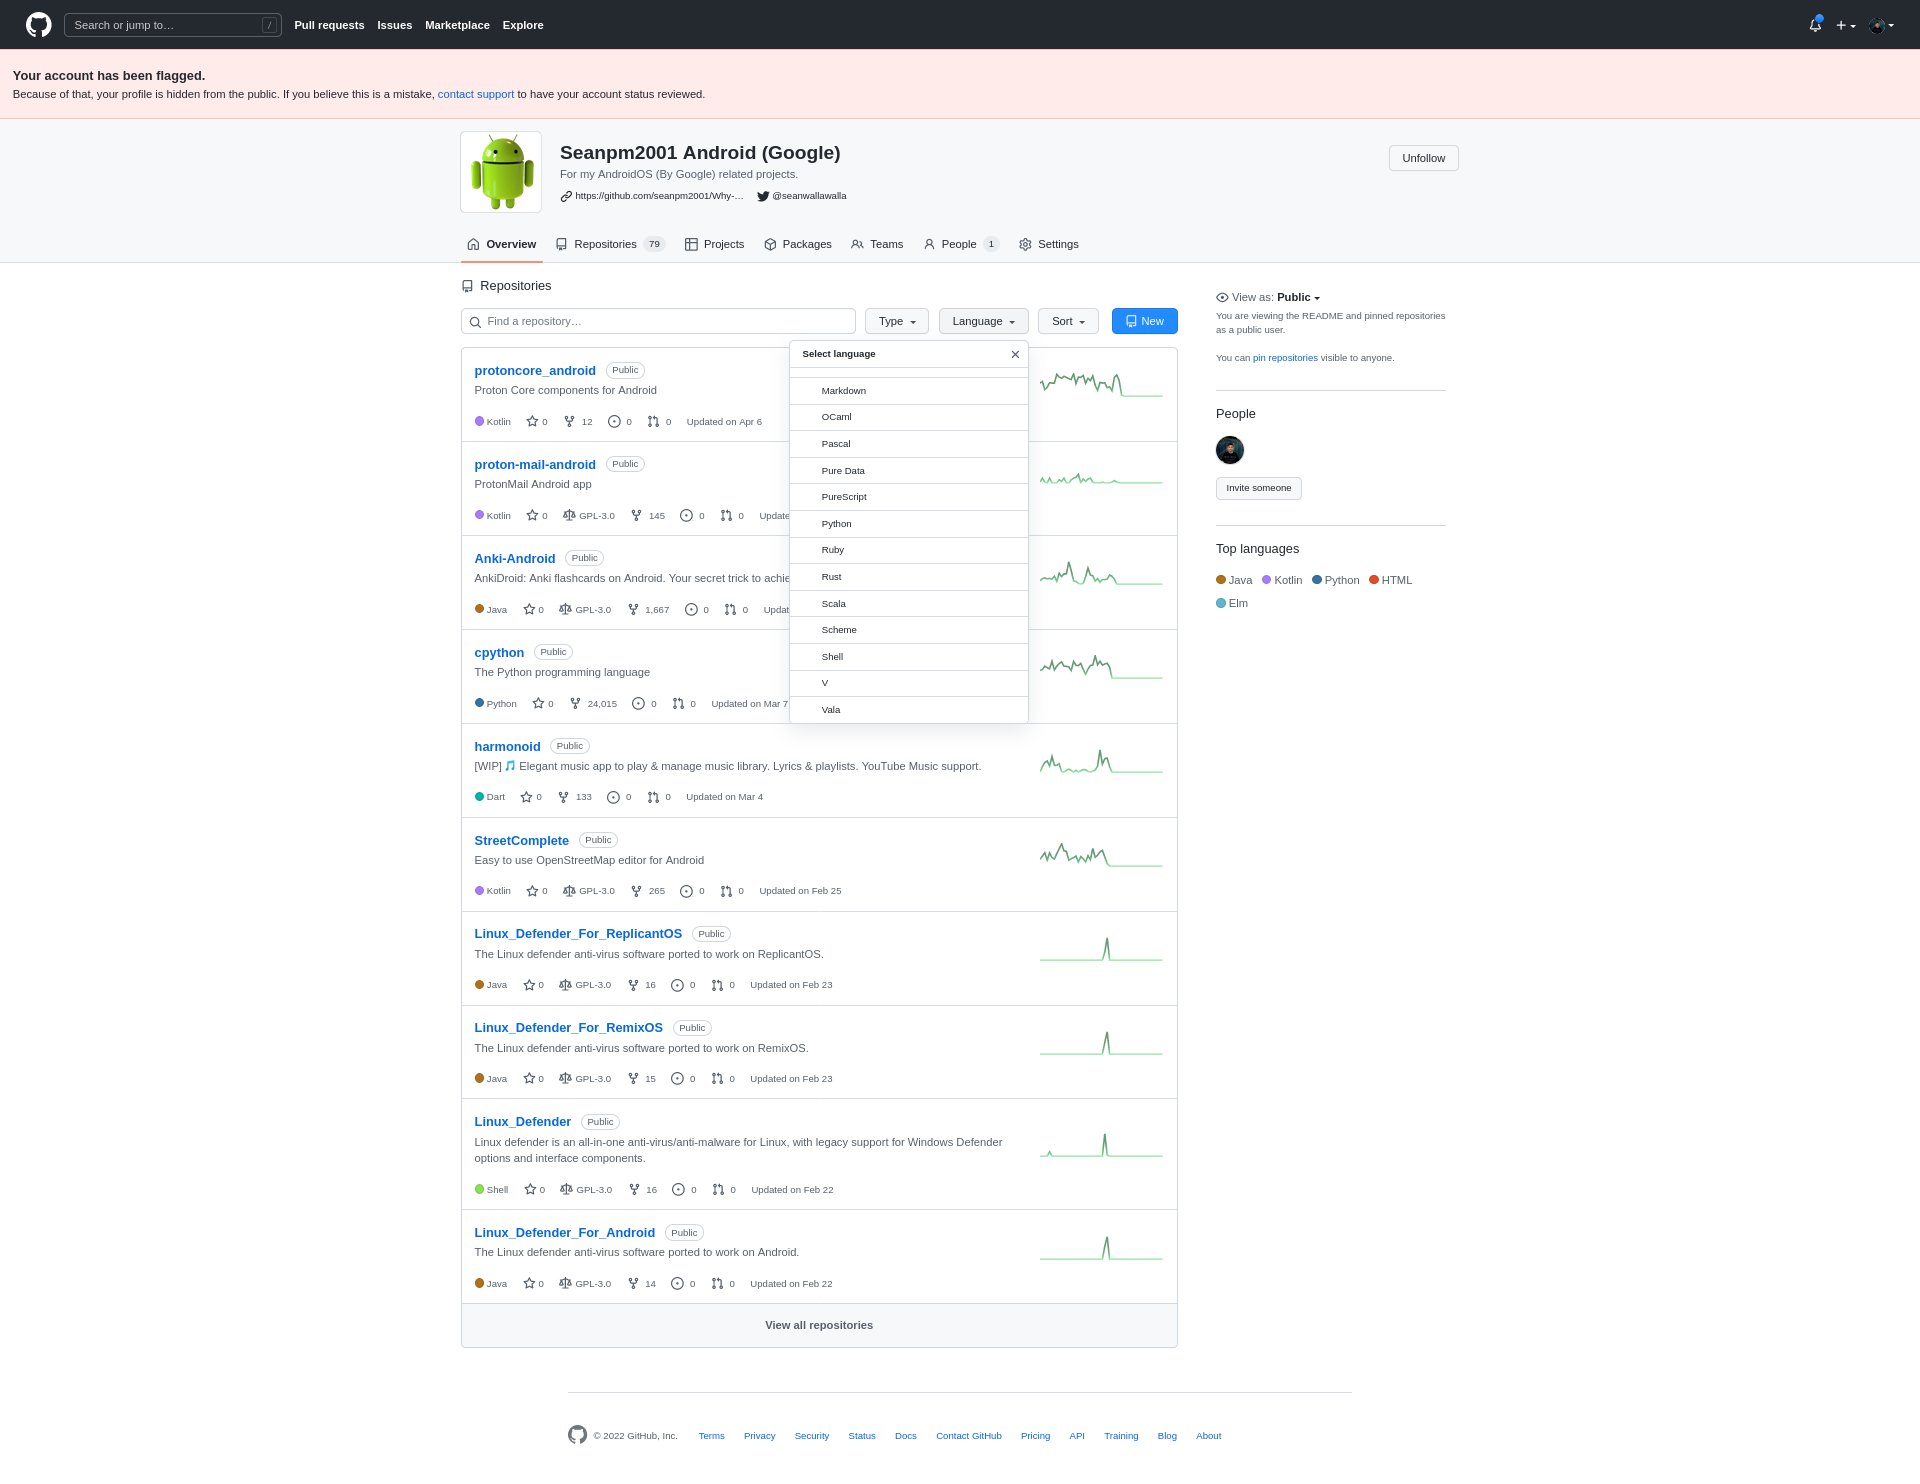 Search or jump to…
/
Pull requests Issues Marketplace Explore
Your account has been flagged.
Because of that, your profile is hidden from the public. If you believe this is a mistake, contact support to have your account status reviewed.
Seanpm2001 Android (Google)
Unfollow
For my AndroidOS (By Google) related projects.
https://github.com/seanpm2001/Why-… @seanwallawalla
Overview Repositories 79 Projects Packages Teams People 1 Settings
Repositories
Find a repository…
Type Language Sort New
Select language
Markdown
OCaml
Pascal
Pure Data
PureScript
Python
Ruby
Rust
Scala
Scheme
Shell
V
Vala
protoncore_android Public
Proton Core components for Android
Kotlin 0 12 0 0 Updated on Apr 6
proton-mail-android Public
ProtonMail Android app
Kotlin 0 GPL-3.0 145 0 0 Update
Anki-Android Public
AnkiDroid: Anki flashcards on Android. Your secret trick to achie
Java 0 GPL-3.0 1,667 0 0 Updat
cpython Public
The Python programming language
Python 0 24,015 0 0 Updated on Mar 7
harmonoid Public
[WIP] 🎵 Elegant music app to play & manage music library. Lyrics & playlists. YouTube Music support.
Dart 0 133 0 0 Updated on Mar 4
StreetComplete Public
Easy to use OpenStreetMap editor for Android
Kotlin 0 GPL-3.0 265 0 0 Updated on Feb 25
Linux_Defender_For_ReplicantOS Public
The Linux defender anti-virus software ported to work on ReplicantOS.
Java 0 GPL-3.0 16 0 0 Updated on Feb 23
Linux_Defender_For_RemixOS Public
The Linux defender anti-virus software ported to work on RemixOS.
Java 0 GPL-3.0 15 0 0 Updated on Feb 23
Linux_Defender Public
Linux defender is an all-in-one anti-virus/anti-malware for Linux, with legacy support for Windows Defender
options and interface components.
Shell 0 GPL-3.0 16 0 0 Updated on Feb 22
Linux_Defender_For_Android Public
The Linux defender anti-virus software ported to work on Android.
Java 0 GPL-3.0 14 0 0 Updated on Feb 22
View all repositories
View as: Public
You are viewing the README and pinned repositories
as a public user.
You can pin repositories visible to anyone.
People
Invite someone
Top languages
Java Kotlin Python HTML
Elm
© 2022 GitHub, Inc. Terms Privacy Security Status Docs Contact GitHub Pricing API Training Blog About